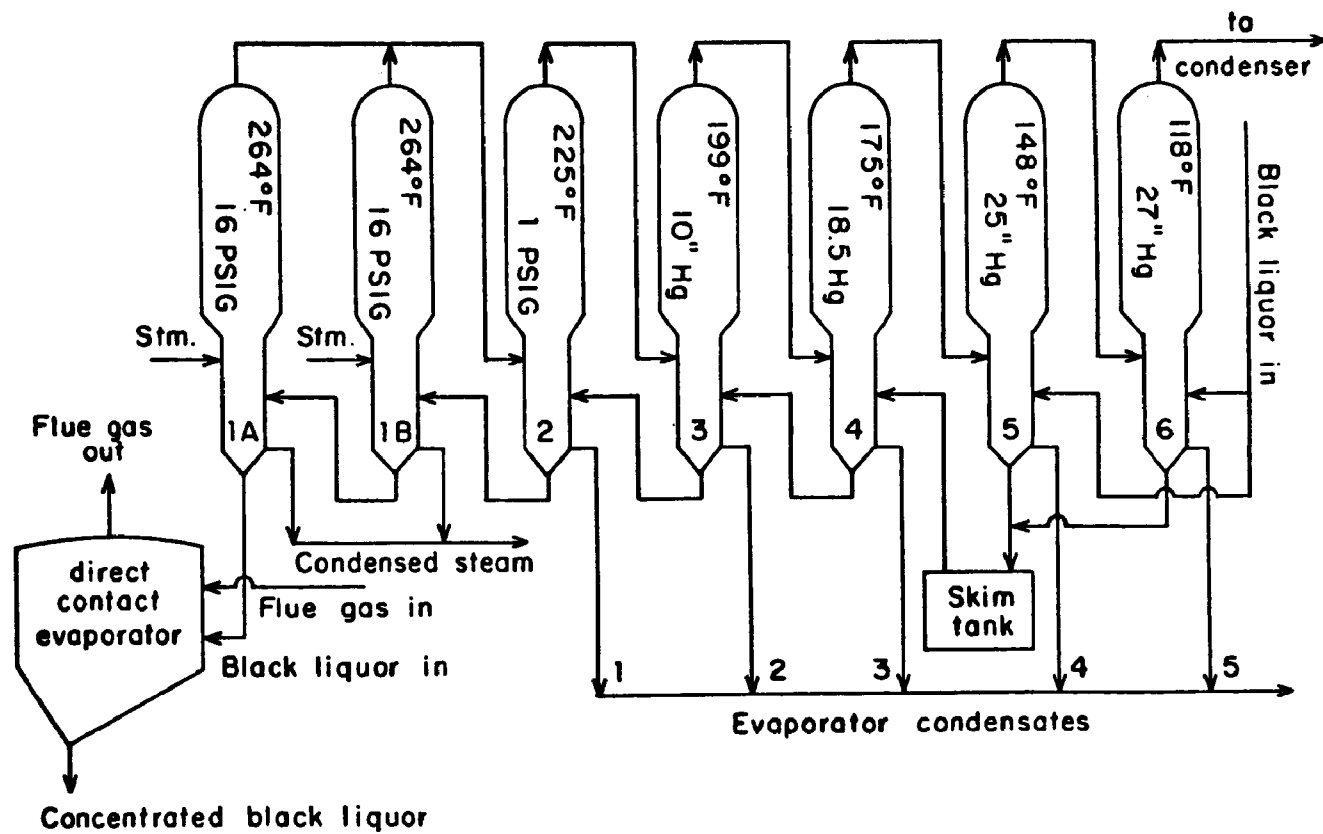 to
condenser
264°F
16 PSIG
264°F
16 PSIG
225°F
1 PSIG
199°F
10" Hg
175°F
18.5 Hg
148°F
25" Hg
118°F
27" Hg
Black liquor in
Stm.
Stm.
1A
1B
2
3
4
5
6
Flue gas
out
Condensed steam
direct
contact
evaporator
Flue gas in
Black liquor in
Skim
tank
1
2
3
4
5
Evaporator condensates
Concentrated black liquor